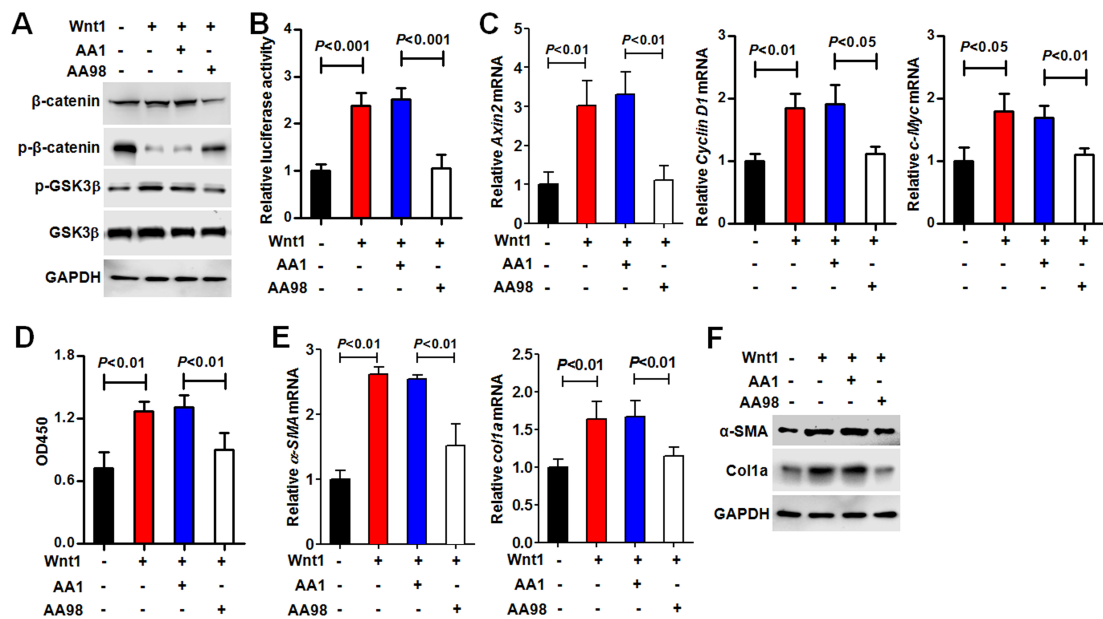 A
Wnt1 - + + +
AA1 - - + -
AA98 - - - +
β-catenin
p-β-catenin
p-GSK3β
GSK3β
GAPDH
B
Relative luciferase activity
4
3
2
1
0
P<0.001
P<0.001
Wnt1 - + + +
AA1 - - + -
AA98 - - - +
C
Relative Axin2 mRNA
5
4
3
2
1
0
P<0.01
P<0.01
Wnt1 - + + +
AA1 - - + -
AA98 - - - +
Relative Cyclin D1 mRNA
3
2
1
0
P<0.01
P<0.05
- + + +
- - + -
- - - +
Relative c-Myc mRNA
3
2
1
0
P<0.05
P<0.01
- + + +
- - + -
- - - +
D
OD450
1.8
1.2
0.6
0.0
P<0.01
P<0.01
Wnt1 - + + +
AA1 - - + -
AA98 - - - +
E
Relative α-SMA mRNA
3
2
1
0
P<0.01
P<0.01
Wnt1 - + + +
AA1 - - + -
AA98 - - - +
Relative col1a mRNA
2.0
1.5
1.0
0.5
0.0
P<0.01
P<0.01
Wnt1 - + + +
AA1 - - + -
AA98 - - - +
F
Wnt1 - + + +
AA1 - - + -
AA98 - - - +
α-SMA
Col1a
GAPDH